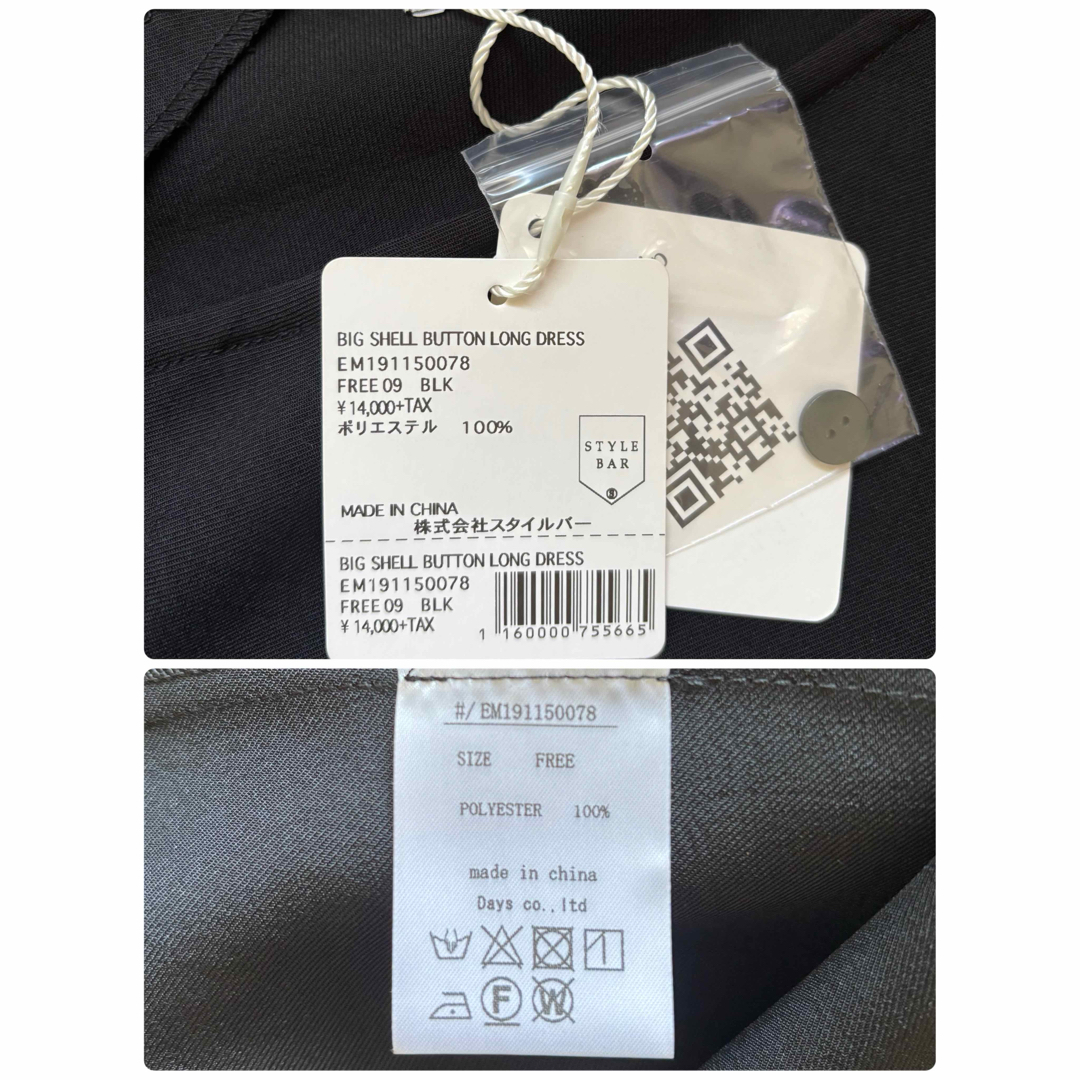 BIG SHELL BUTTON LONG DRESS
EM191150078
FREE 09 BLK
¥14,000+TAX
ポリエステル 100%
STYLE
BAR
MADE IN CHINA
株式会社スタイルバー
BIG SHELL BUTTON LONG DRESS
EM191150078
FREE 09 BLK
¥14,000+TAX
1 160000 755665
#/EM191150078
SIZE FREE
POLYESTER 100%
made in china
Days co.,ltd
F
W